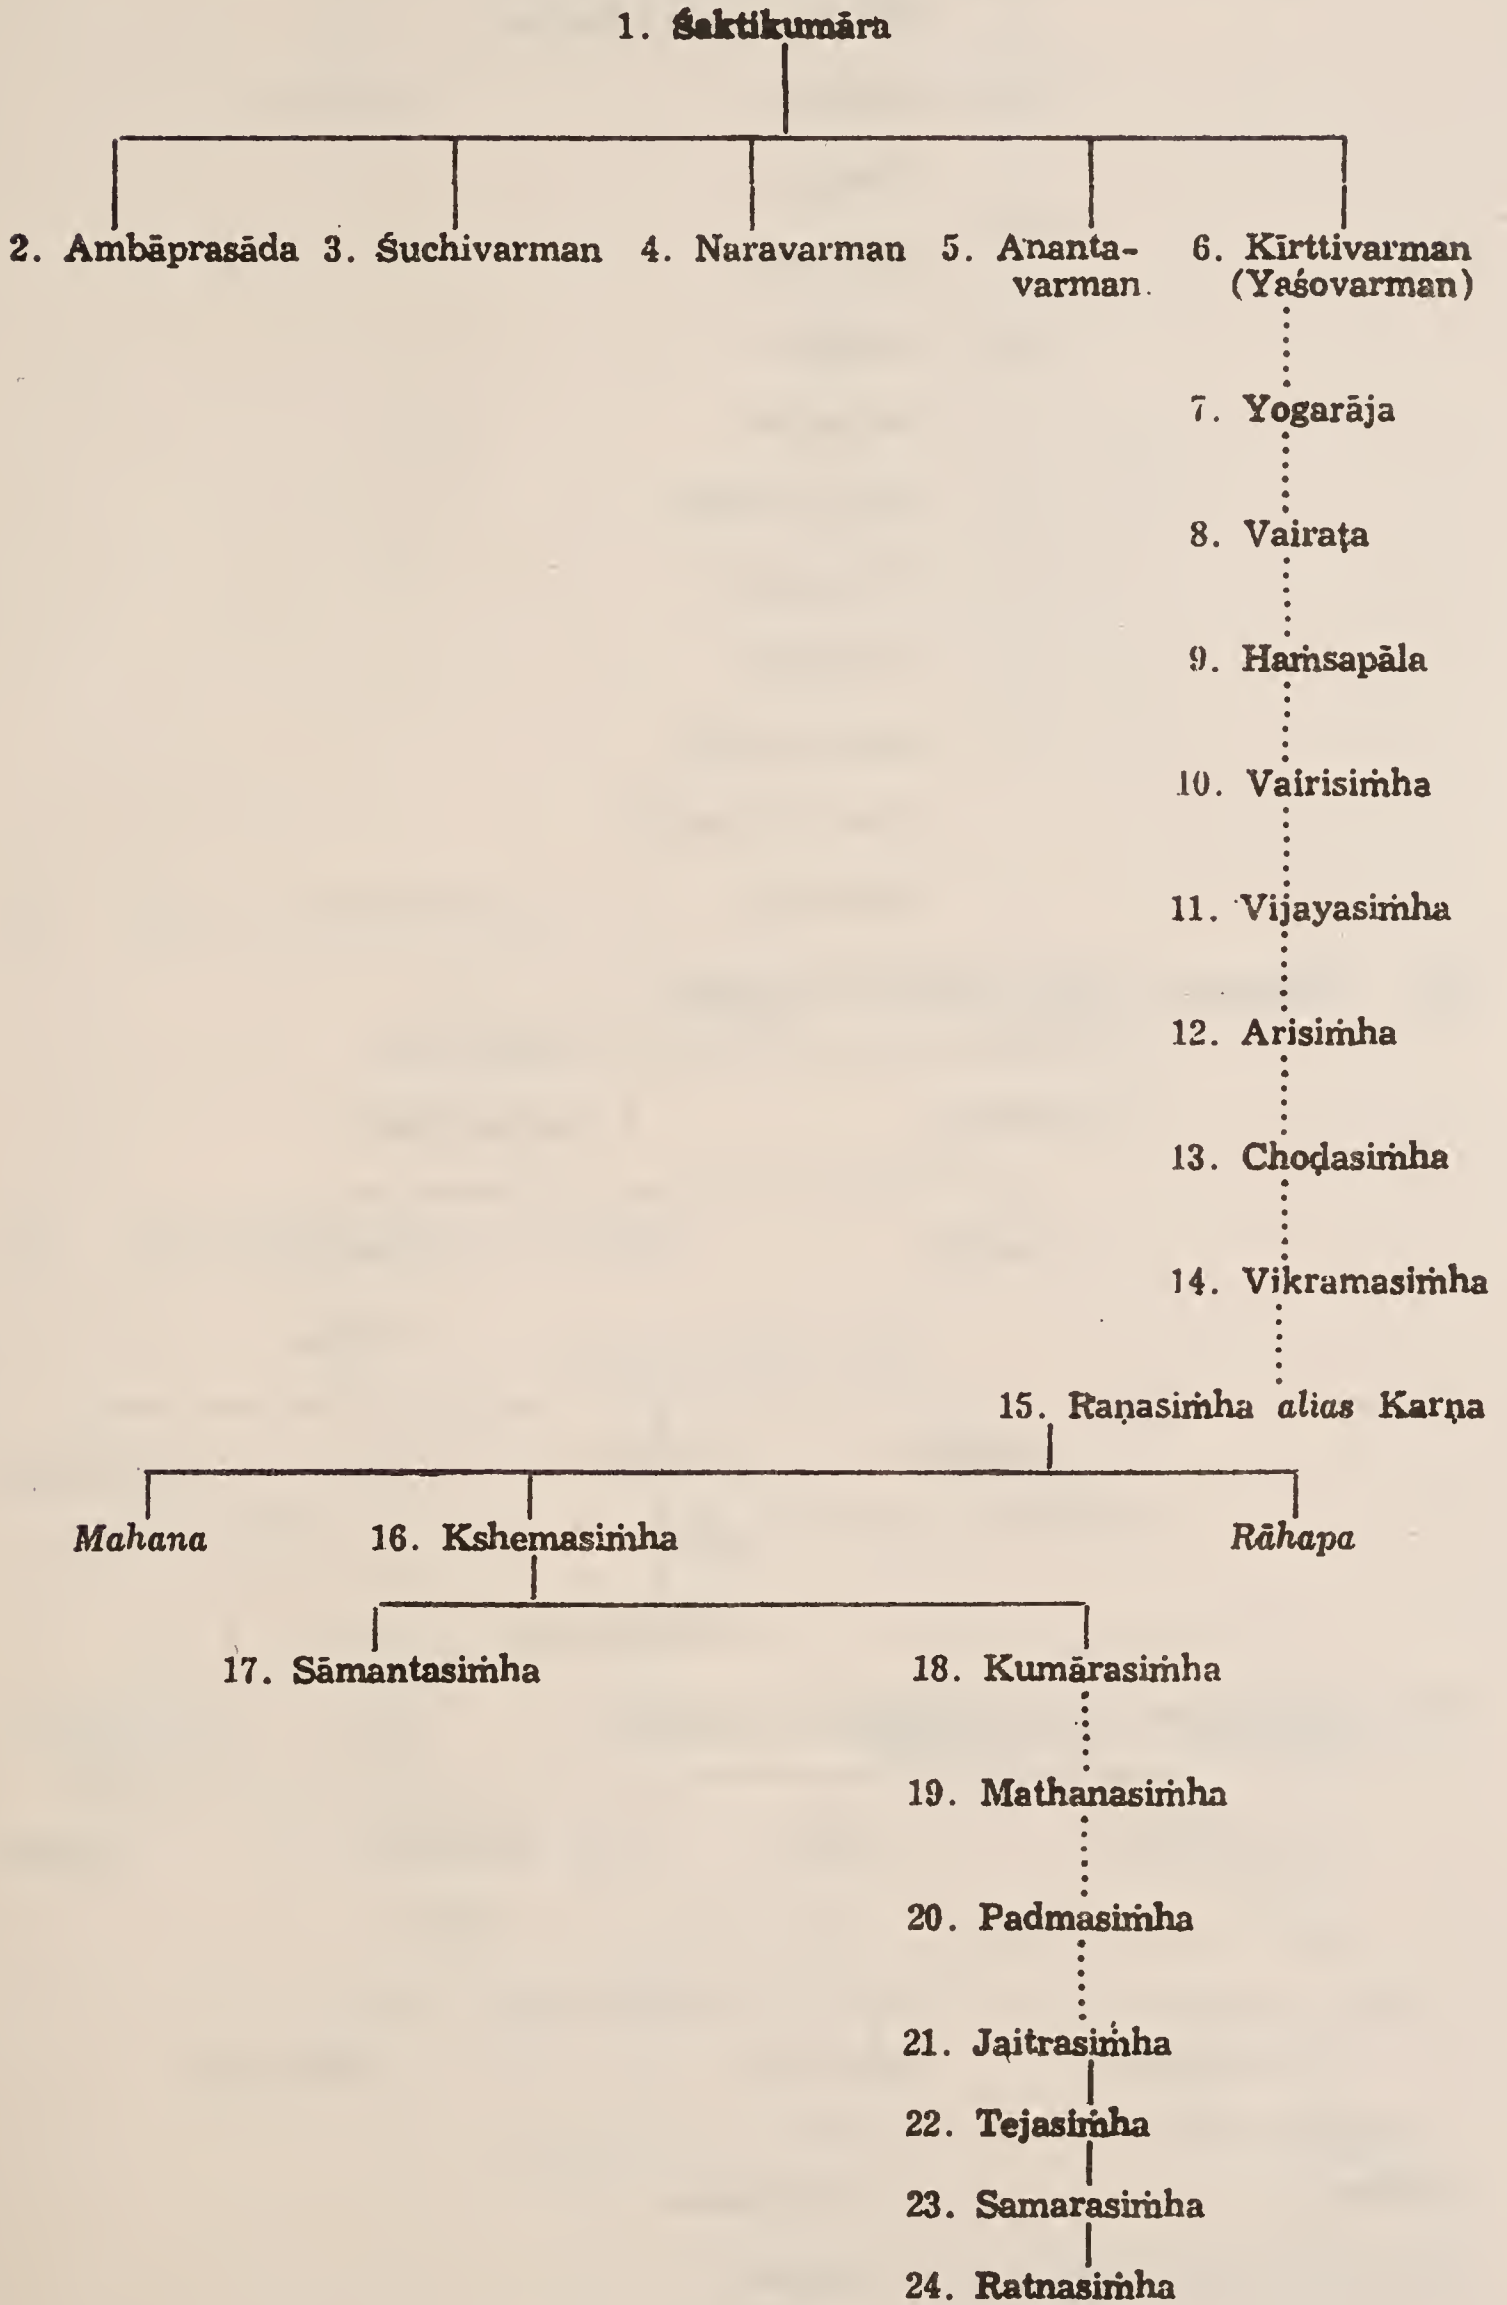 1. Śaktikumāra
2. Ambāprasāda 3. Śuchivarman 4. Naravarman 5. Ananta- 6. Kīrttivarman
varman. (Yaśovarman)
7. Yogarāja
8. Vairaṭa
9. Haṁsapāla
10. Vairisiṁha
11. Vijayasiṁha
12. Arisiṁha
13. Choḍasiṁha
14. Vikramasiṁha
15. Raṇasiṁha alias Karṇa
Mahana 16. Kshemasiṁha Rāhapa
17. Sāmantasiṁha 18. Kumārasiṁha
19. Mathanasiṁha
20. Padmasiṁha
21. Jaitrasiṁha
22. Tejasiṁha
23. Samarasiṁha
24. Ratnasiṁha